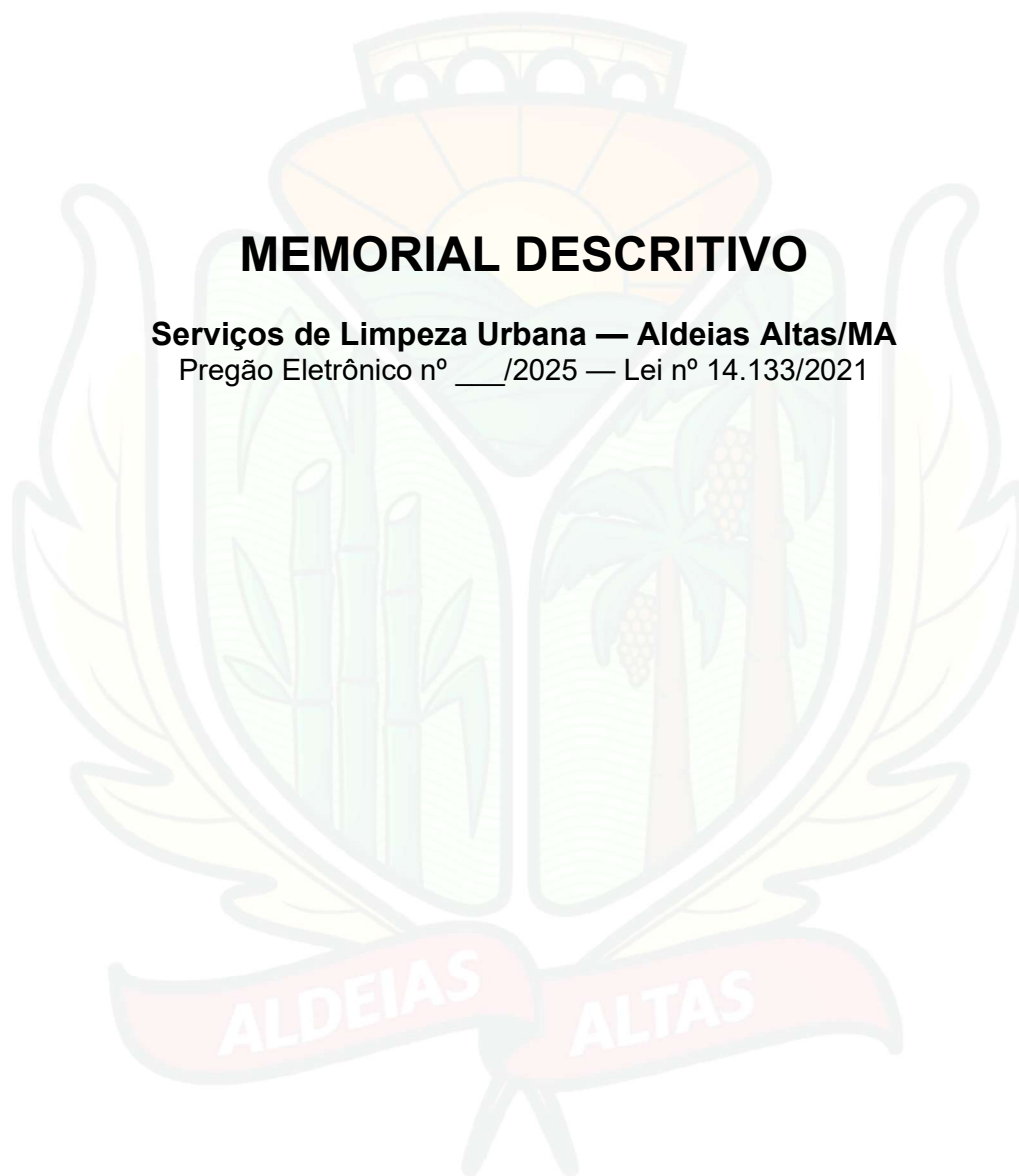 MEMORIAL DESCRITIVO
Serviços de Limpeza Urbana — Aldeias Altas/MA
Pregão Eletrônico nº ___/2025 — Lei nº 14.133/2021
ALDEIAS ALTAS